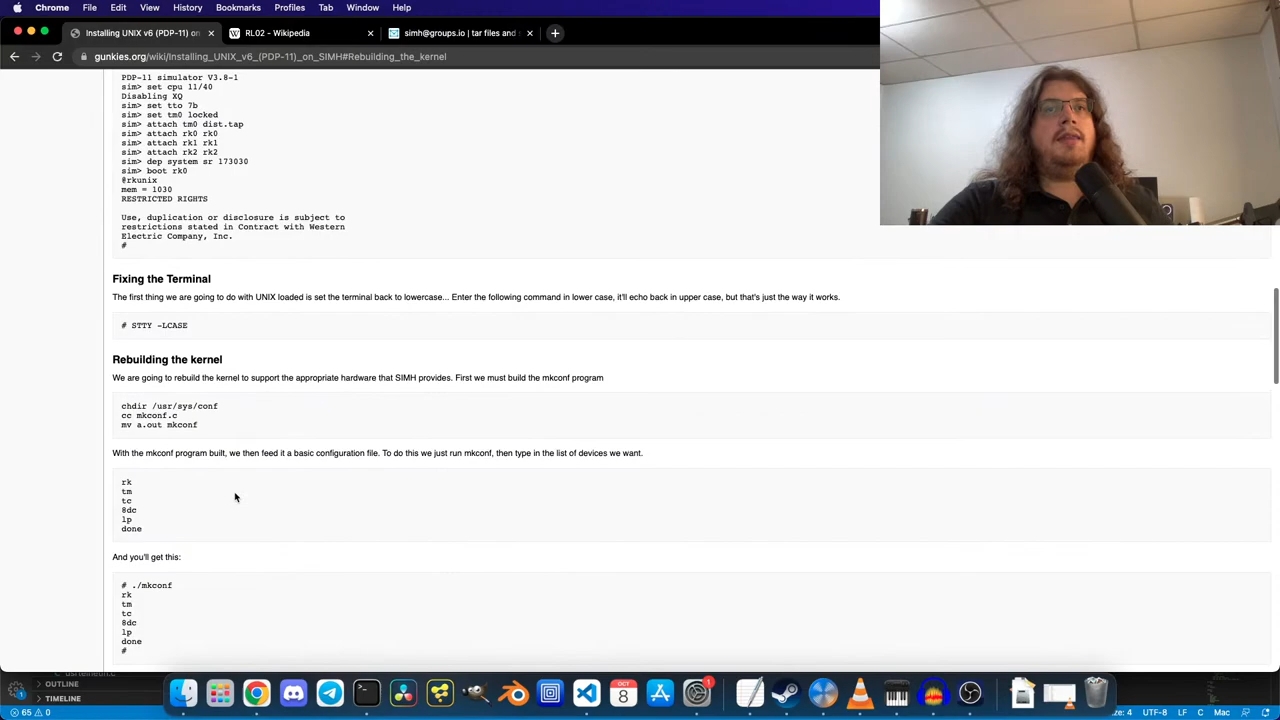 Chrome File Edit View History Bookmarks Profiles Tab Window Help
Installing UNIX v6 (PDP-11) on
RL02 - Wikipedia
simh@groups.io | tar files and s
gunkies.org/wiki/Installing_UNIX_v6_(PDP-11)_on_SIMH#Rebuilding_the_kernel
PDP-11 simulator V3.8-1
sim> set cpu 11/40
Disabling XQ
sim> set tto 7b
sim> set tm0 locked
sim> attach tm0 dist.tap
sim> attach rk0 rk0
sim> attach rk1 rk1
sim> attach rk2 rk2
sim> dep system sr 173030
sim> boot rk0
@rkunix
mem = 1030
RESTRICTED RIGHTS
Use, duplication or disclosure is subject to
restrictions stated in Contract with Western
Electric Company, Inc.
#
Fixing the Terminal
The first thing we are going to do with UNIX loaded is set the terminal back to lowercase... Enter the following command in lower case, it'll echo back in upper case, but that's just the way it works.
# STTY -LCASE
Rebuilding the kernel
We are going to rebuild the kernel to support the appropriate hardware that SIMH provides. First we must build the mkconf program
chdir /usr/sys/conf
cc mkconf.c
mv a.out mkconf
With the mkconf program built, we then feed it a basic configuration file. To do this we just run mkconf, then type in the list of devices we want.
rk
tm
tc
8dc
lp
done
And you'll get this:
# ./mkconf
rk
tm
tc
8dc
lp
done
#
OUTLINE
TIMELINE
OCT
8
1
1
65 0
ze: 4 UTF-8 LF C Mac